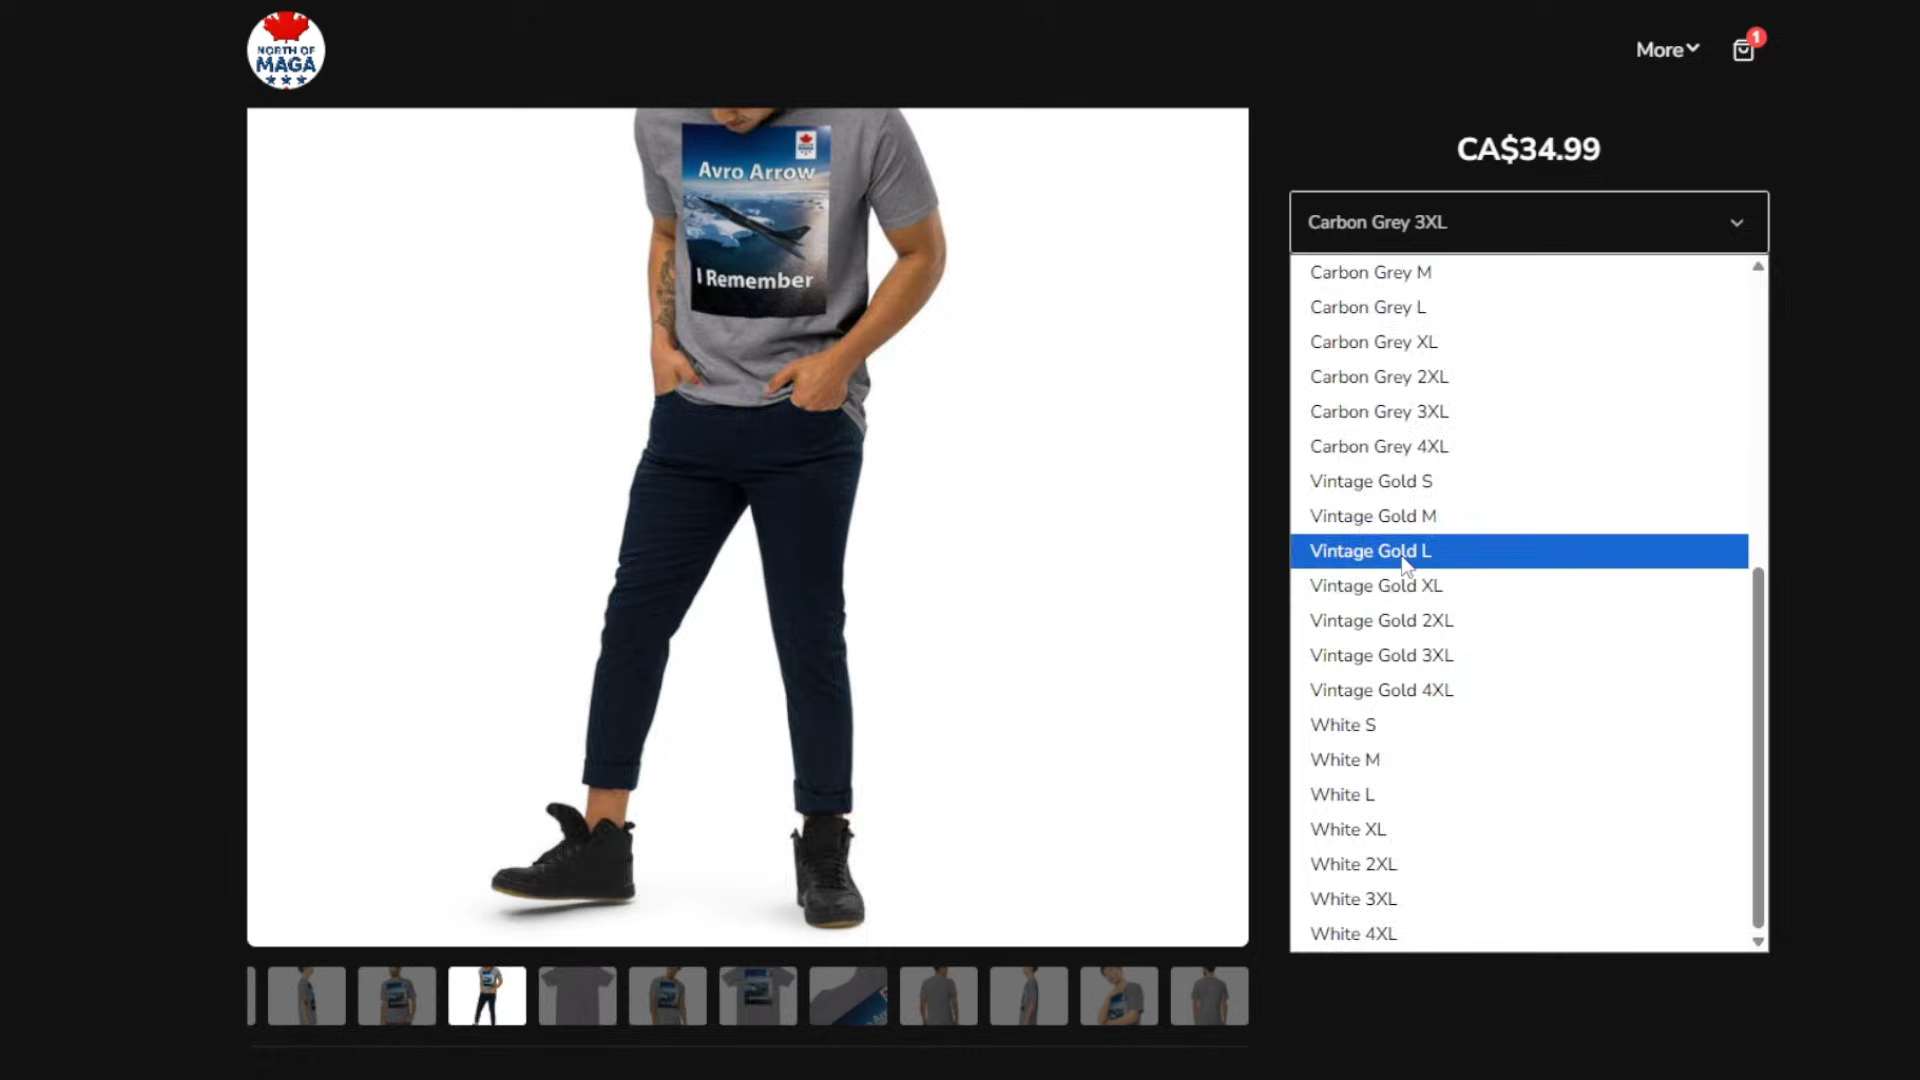 NORTH OF
MAGA
More
1
CA$34.99
Avro Arrow
I Remember
Carbon Grey 3XL
Carbon Grey M
Carbon Grey L
Carbon Grey XL
Carbon Grey 2XL
Carbon Grey 3XL
Carbon Grey 4XL
Vintage Gold S
Vintage Gold M
Vintage Gold L
Vintage Gold XL
Vintage Gold 2XL
Vintage Gold 3XL
Vintage Gold 4XL
White S
White M
White L
White XL
White 2XL
White 3XL
White 4XL